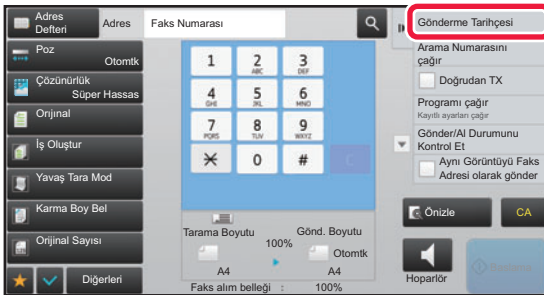 Adres
Defteri
Adres
Faks Numarası
Gönderme Tarihçesi
Poz
Otomtk
Çözünürlük
Süper Hassas
Orıjınal
İş Oluştur
Yavaş Tara Mod
Karma Boy Bel
Orijinal Sayısı
Diğerleri
1
2
ABC
3
DEF
4
GHI
5
JKL
6
MNO
7
PQRS
8
TUV
9
WXYZ
0
#
C
Tarama Boyutu
100%
Gönd. Boyutu
Otomtk
A4
A4
Faks alım belleği : 100%
Arama Numarasını
çağır
Doğrudan TX
Programı çağır
Kayıtlı ayarları çağır
Gönder/Al Durumunu
Kontrol Et
Aynı Görüntüyü Faks
Adresi olarak gönder
Önizle
CA
Hoparlör